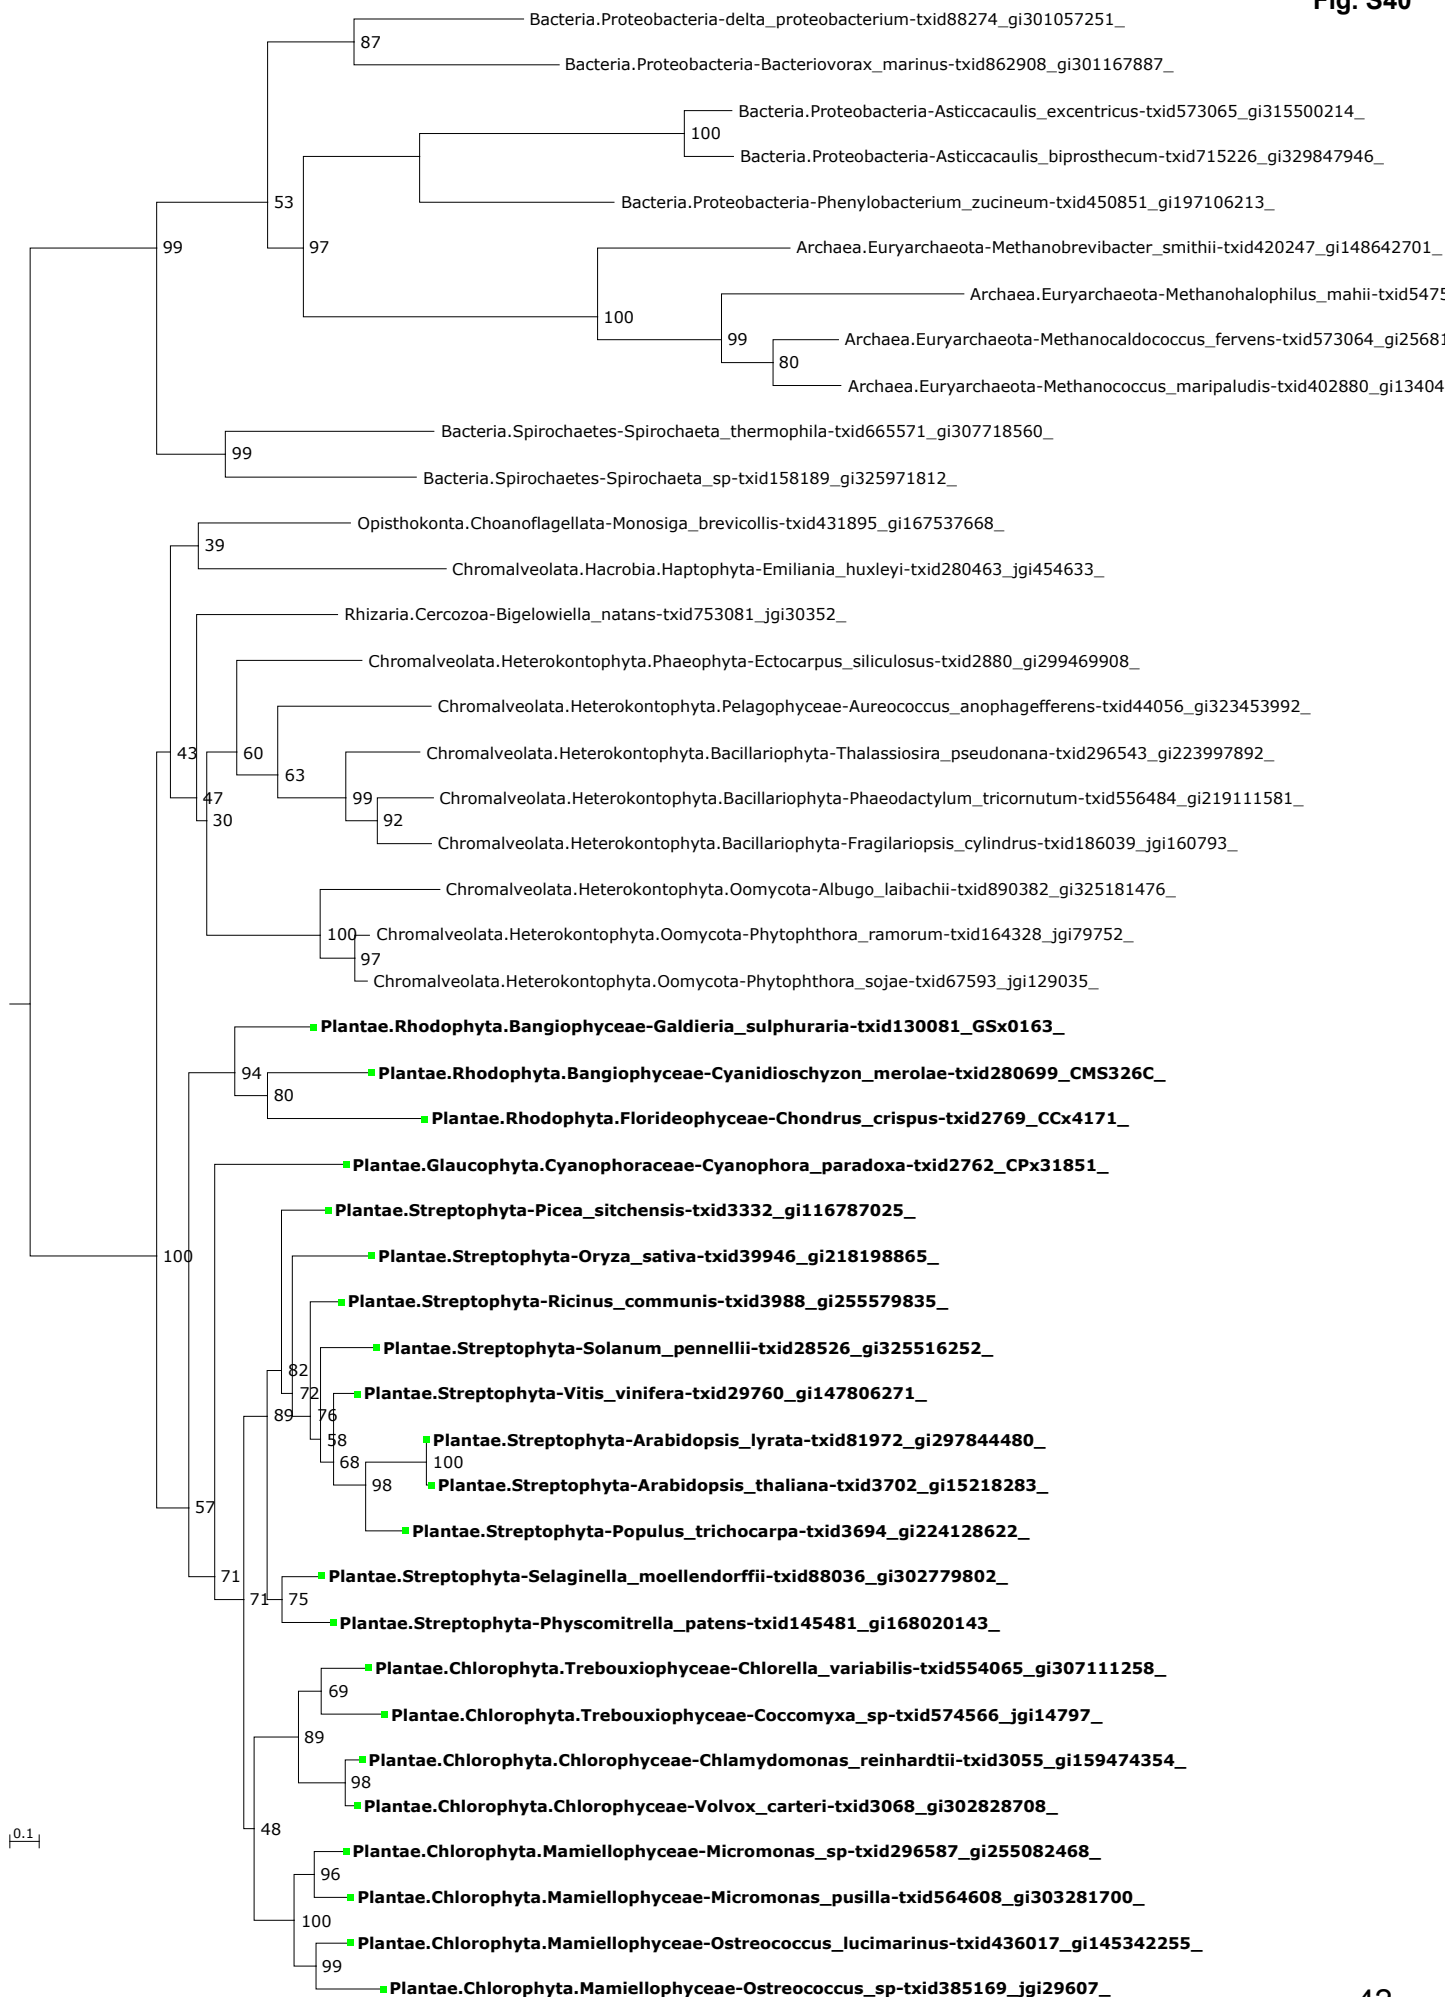 Fig. S40
Bacteria.Proteobacteria-delta_proteobacterium-txid88274_gi301057251_
87
Bacteria.Proteobacteria-Bacteriovorax_marinus-txid862908_gi301167887_
Bacteria.Proteobacteria-Asticcacaulis_excentricus-txid573065_gi315500214_
100
Bacteria.Proteobacteria-Asticcacaulis_biprosthecum-txid715226_gi329847946_
Bacteria.Proteobacteria-Phenylobacterium_zucineum-txid450851_gi197106213_
53
99
97
Archaea.Euryarchaeota-Methanobrevibacter_smithii-txid420247_gi148642701_
Archaea.Euryarchaeota-Methanohalophilus_mahii-txid5475
100
99
Archaea.Euryarchaeota-Methanocaldococcus_fervens-txid573064_gi25681
80
Archaea.Euryarchaeota-Methanococcus_maripaludis-txid402880_gi13404
Bacteria.Spirochaetes-Spirochaeta_thermophila-txid665571_gi307718560_
99
Bacteria.Spirochaetes-Spirochaeta_sp-txid158189_gi325971812_
Opisthokonta.Choanoflagellata-Monosiga_brevicollis-txid431895_gi167537668_
39
Chromalveolata.Hacrobia.Haptophyta-Emiliania_huxleyi-txid280463_jgi454633_
Rhizaria.Cercozoa-Bigelowiella_natans-txid753081_jgi30352_
Chromalveolata.Heterokontophyta.Phaeophyta-Ectocarpus_siliculosus-txid2880_gi299469908_
Chromalveolata.Heterokontophyta.Pelagophyceae-Aureococcus_anophagefferens-txid44056_gi323453992_
43
60
Chromalveolata.Heterokontophyta.Bacillariophyta-Thalassiosira_pseudonana-txid296543_gi223997892_
63
47
99
Chromalveolata.Heterokontophyta.Bacillariophyta-Phaeodactylum_tricornutum-txid556484_gi219111581_
30
92
Chromalveolata.Heterokontophyta.Bacillariophyta-Fragilariopsis_cylindrus-txid186039_jgi160793_
Chromalveolata.Heterokontophyta.Oomycota-Albugo_laibachii-txid890382_gi325181476_
100
Chromalveolata.Heterokontophyta.Oomycota-Phytophthora_ramorum-txid164328_jgi79752_
97
Chromalveolata.Heterokontophyta.Oomycota-Phytophthora_sojae-txid67593_jgi129035_
Plantae.Rhodophyta.Bangiophyceae-Galdieria_sulphuraria-txid130081_GSx0163_
94
Plantae.Rhodophyta.Bangiophyceae-Cyanidioschyzon_merolae-txid280699_CMS326C_
80
Plantae.Rhodophyta.Florideophyceae-Chondrus_crispus-txid2769_CCx4171_
Plantae.Glaucophyta.Cyanophoraceae-Cyanophora_paradoxa-txid2762_CPx31851_
Plantae.Streptophyta-Picea_sitchensis-txid3332_gi116787025_
100
Plantae.Streptophyta-Oryza_sativa-txid39946_gi218198865_
Plantae.Streptophyta-Ricinus_communis-txid3988_gi255579835_
Plantae.Streptophyta-Solanum_pennellii-txid28526_gi325516252_
82
72
Plantae.Streptophyta-Vitis_vinifera-txid29760_gi147806271_
89
76
58
Plantae.Streptophyta-Arabidopsis_lyrata-txid81972_gi297844480_
68
100
98
Plantae.Streptophyta-Arabidopsis_thaliana-txid3702_gi15218283_
57
Plantae.Streptophyta-Populus_trichocarpa-txid3694_gi224128622_
71
Plantae.Streptophyta-Selaginella_moellendorffii-txid88036_gi302779802_
71
75
Plantae.Streptophyta-Physcomitrella_patens-txid145481_gi168020143_
Plantae.Chlorophyta.Trebouxiophyceae-Chlorella_variabilis-txid554065_gi307111258_
69
Plantae.Chlorophyta.Trebouxiophyceae-Coccomyxa_sp-txid574566_jgi14797_
89
Plantae.Chlorophyta.Chlorophyceae-Chlamydomonas_reinhardtii-txid3055_gi159474354_
98
Plantae.Chlorophyta.Chlorophyceae-Volvox_carteri-txid3068_gi302828708_
48
0.1
Plantae.Chlorophyta.Mamiellophyceae-Micromonas_sp-txid296587_gi255082468_
96
Plantae.Chlorophyta.Mamiellophyceae-Micromonas_pusilla-txid564608_gi303281700_
100
Plantae.Chlorophyta.Mamiellophyceae-Ostreococcus_lucimarinus-txid436017_gi145342255_
99
Plantae.Chlorophyta.Mamiellophyceae-Ostreococcus_sp-txid385169_jgi29607_